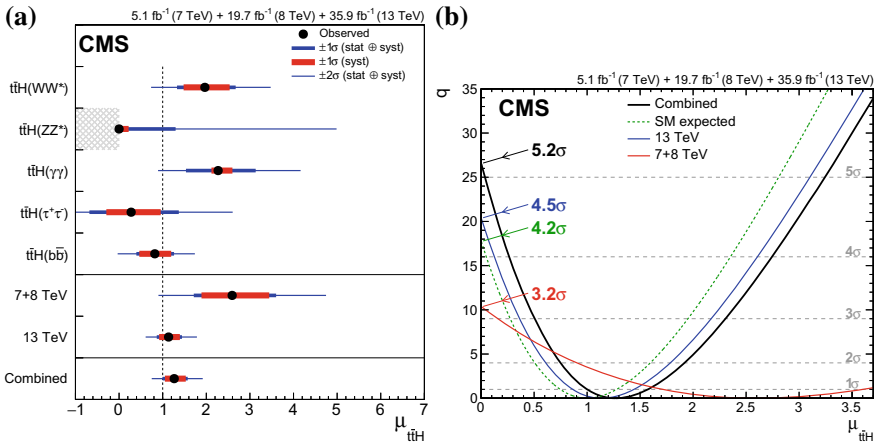 (a)
5.1 fb⁻¹ (7 TeV) + 19.7 fb⁻¹ (8 TeV) + 35.9 fb⁻¹ (13 TeV)
CMS
Observed
±1σ (stat ⊕ syst)
±1σ (syst)
±2σ (stat ⊕ syst)
tt̄H(WW*)
tt̄H(ZZ*)
tt̄H(γγ)
tt̄H(τ⁺τ⁻)
tt̄H(bb̄)
7+8 TeV
13 TeV
Combined
−1 0 1 2 3 4 5 6 7
μ tt̄H
(b)
5.1 fb⁻¹ (7 TeV) + 19.7 fb⁻¹ (8 TeV) + 35.9 fb⁻¹ (13 TeV)
q
CMS
Combined
SM expected
13 TeV
7+8 TeV
35
30
25
20
15
10
5
0
5.2σ
4.5σ
4.2σ
3.2σ
5σ
4σ
3σ
2σ
1σ
0 0.5 1 1.5 2 2.5 3 3.5
μ tt̄H